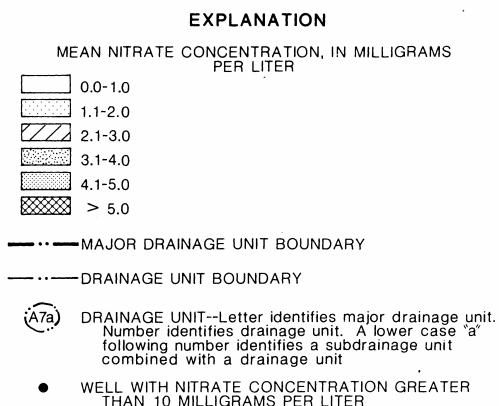 EXPLANATION
MEAN NITRATE CONCENTRATION, IN MILLIGRAMS
PER LITER
0.0-1.0
1.1-2.0
2.1-3.0
3.1-4.0
4.1-5.0
> 5.0
MAJOR DRAINAGE UNIT BOUNDARY
DRAINAGE UNIT BOUNDARY
A7a DRAINAGE UNIT--Letter identifies major drainage unit.
Number identifies drainage unit. A lower case "a"
following number identifies a subdrainage unit
combined with a drainage unit
WELL WITH NITRATE CONCENTRATION GREATER
THAN 10 MILLIGRAMS PER LITER